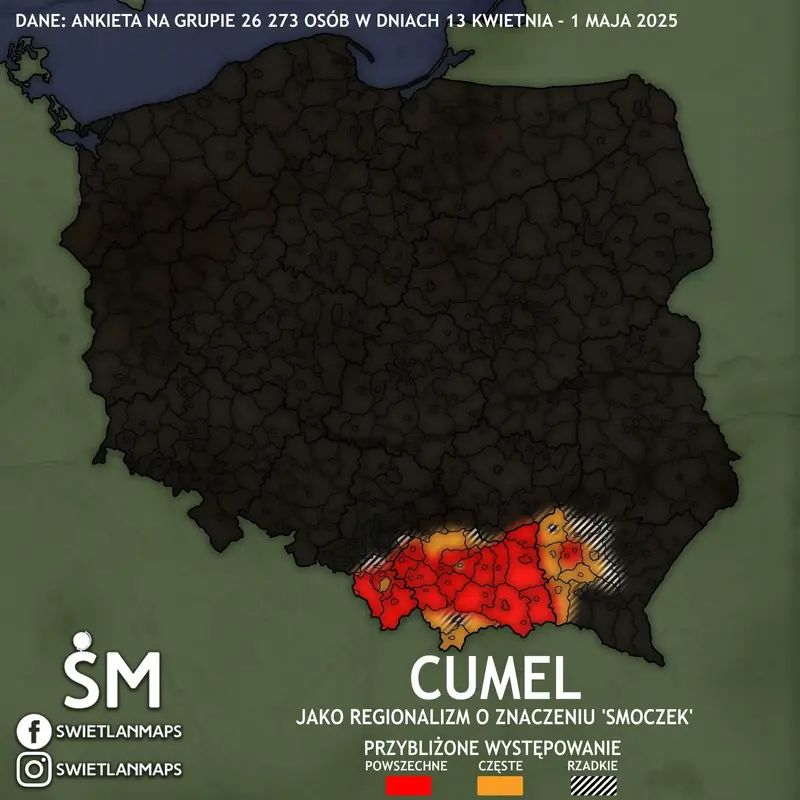 DANE: ANKIETA NA GRUPIE 26 273 OSÓB W DNIACH 13 KWIETNIA - 1 MAJA 2025
ŚM
SWIETLANMAPS
SWIETLANMAPS
CUMEL
JAKO REGIONALIZM O ZNACZENIU 'SMOCZEK'
PRZYBLIŻONE WYSTĘPOWANIE
POWSZECHNE CZĘSTE RZADKIE